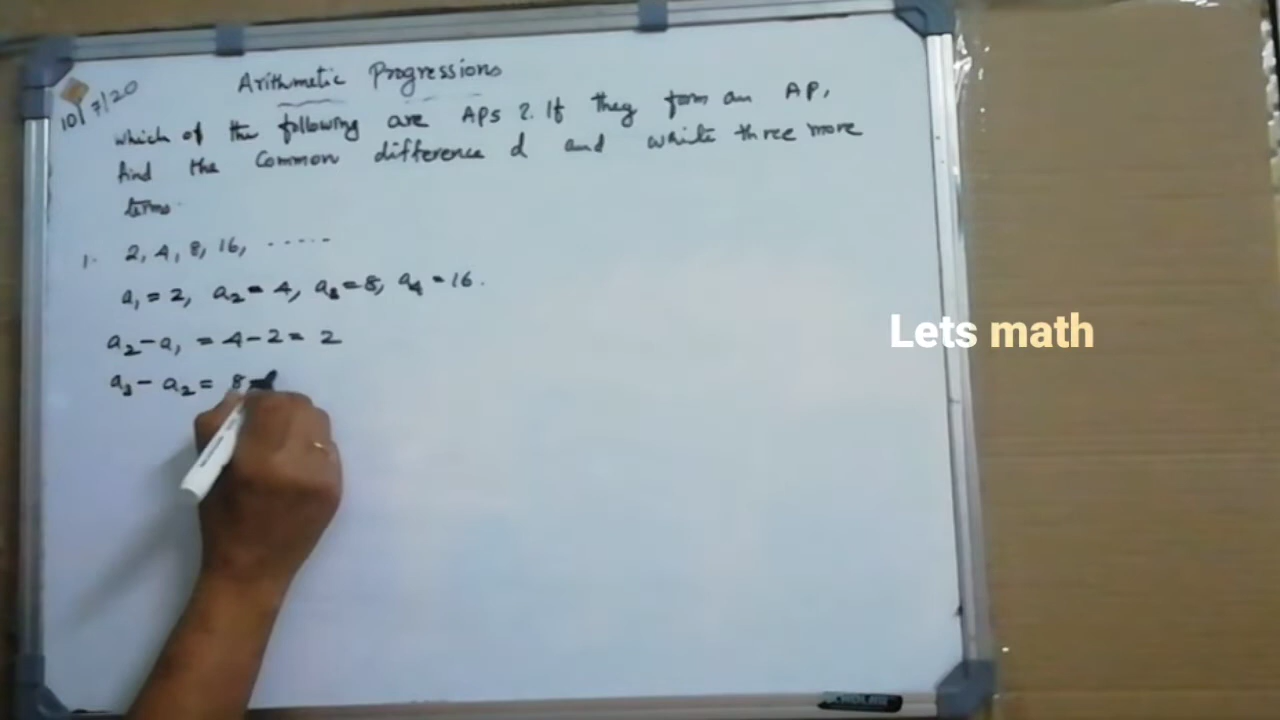 Arithmetic Progressions
10/7/20
which of the following are APs ?. If they form an AP,
find the Common difference d and write three more
terms.
1. 2, 4, 8, 16, ......
a₁ = 2, a₂ = 4, a₃ = 8, a₄ = 16.
a₂ - a₁ = 4 - 2 = 2
a₃ - a₂ = 8 -
Lets math